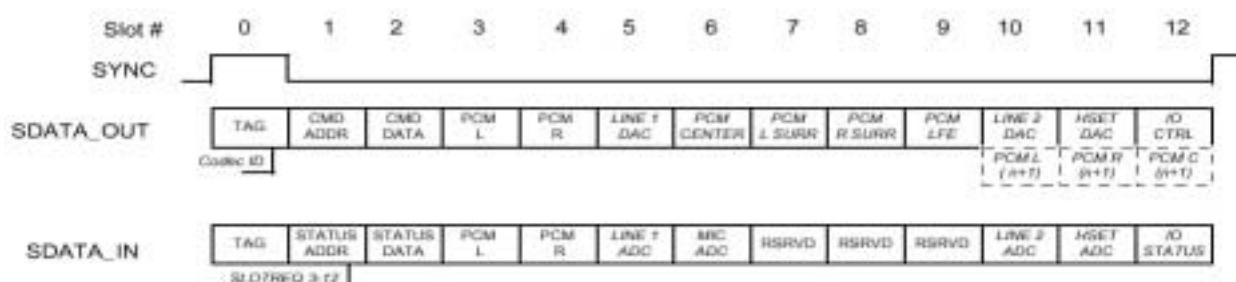 Slot # 0 1 2 3 4 5 6 7 8 9 10 11 12
SYNC
SDATA_OUT
TAG
CMD ADDR
CMD DATA
PCM L
PCM R
LINE 1 DAC
PCM CENTER
PCM L SURR
PCM R SURR
PCM LFE
LINE 2 DAC
HSET DAC
IO CTRL
Codec ID
PCM L (n+1)
PCM R (n+1)
PCM C (n+1)
SDATA_IN
TAG
STATUS ADDR
STATUS DATA
PCM L
PCM R
LINE 1 ADC
MIC ADC
RSRVD
RSRVD
RSRVD
LINE 2 ADC
HSET ADC
IO STATUS
SLOTREQ 3-12